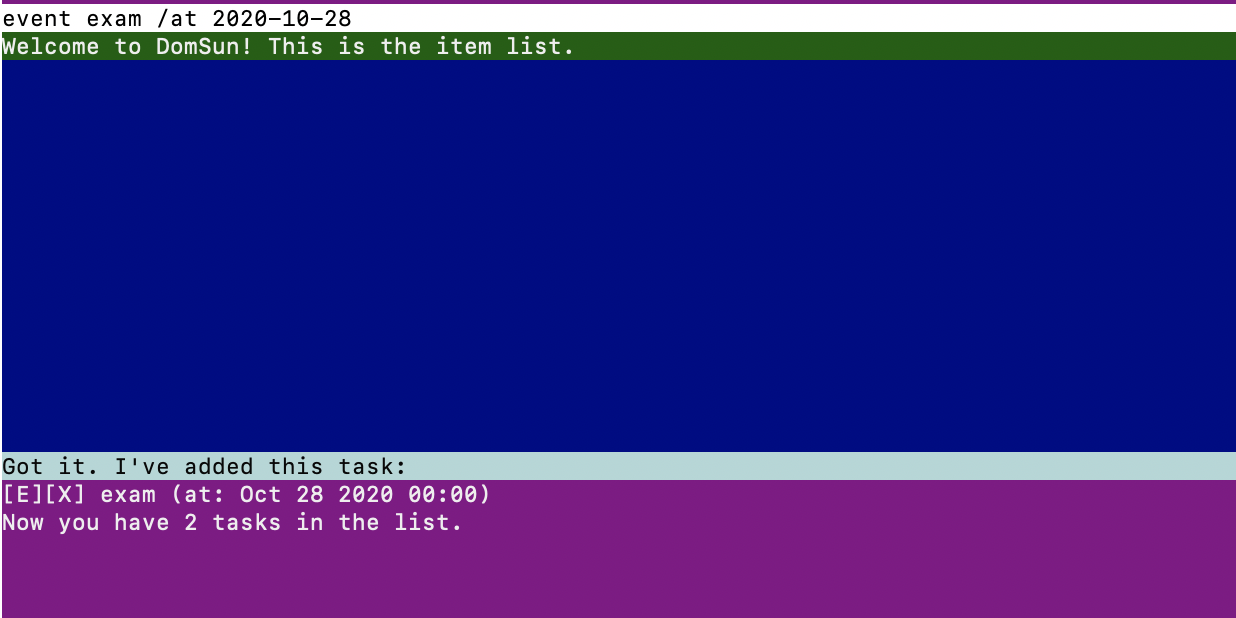 event exam /at 2020-10-28
Welcome to DomSun! This is the item list.
Got it. I've added this task:
[E][X] exam (at: Oct 28 2020 00:00)
Now you have 2 tasks in the list.